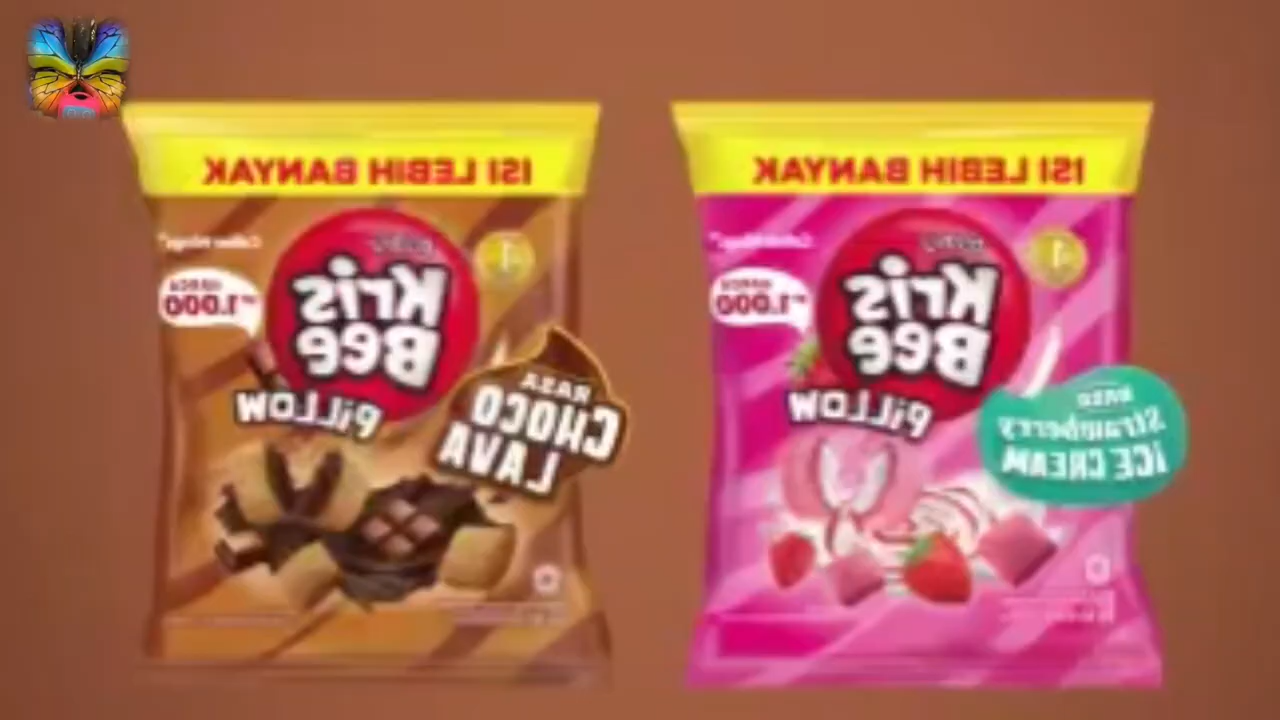 ISI LEBIH BANYAK
HARGA
Rp1.000
Kris
Bee
PiLLOW
RASA
CHOCO
LAVA
ISI LEBIH BANYAK
HARGA
Rp1.000
Kris
Bee
PiLLOW
RASA
Strawberry
iCE CREAM